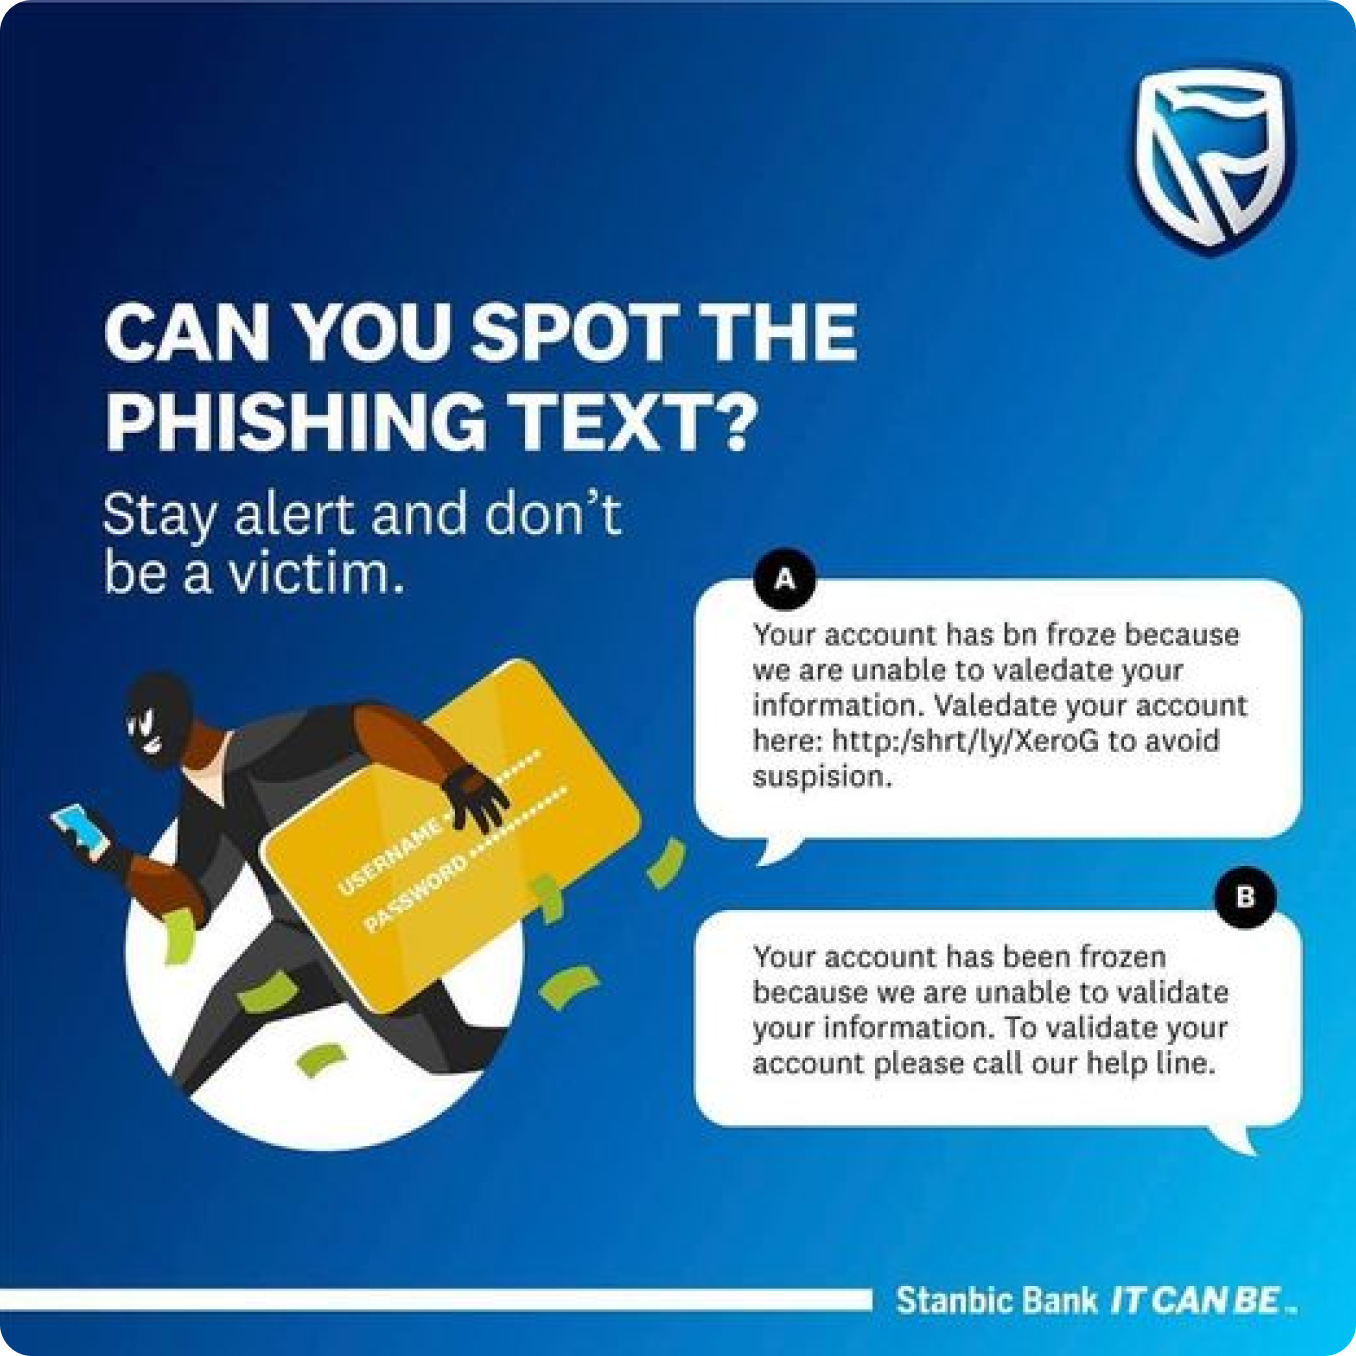 CAN YOU SPOT THE
PHISHING TEXT?
Stay alert and don't
be a victim.
A
Your account has bn froze because
we are unable to valedate your
information. Valedate your account
here: http:/shrt/ly/XeroG to avoid
suspision.
USERNAME
PASSWORD
B
Your account has been frozen
because we are unable to validate
your information. To validate your
account please call our help line.
Stanbic Bank IT CAN BE™